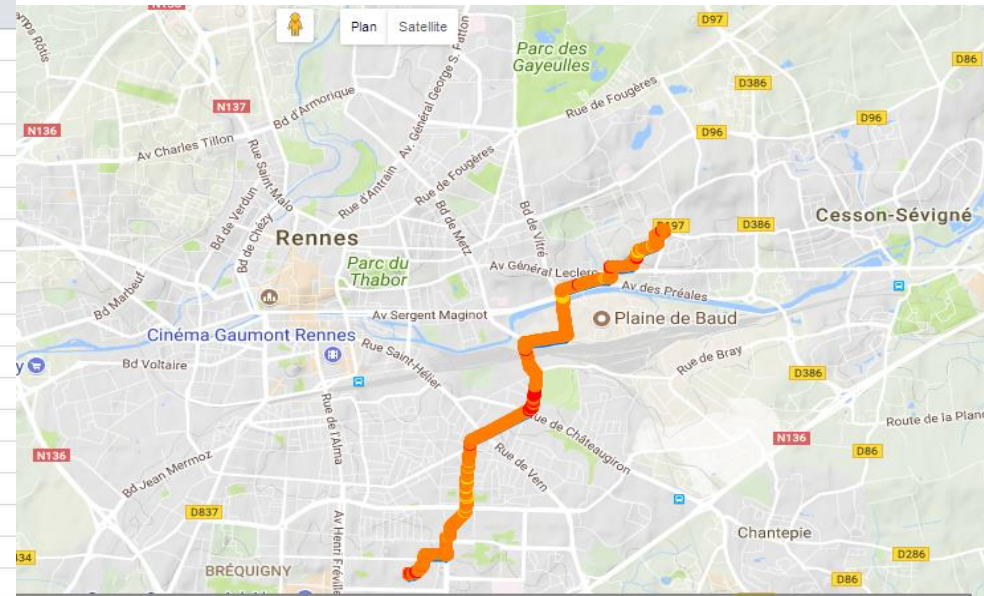 Plan
Satellite
D97
D86
Parc des
Gayeulles
D386
N137
N136
Bd d'Armorique
Av. Général George S. Patton
Rue de Fougères
D96
D96
Av Charles Tillon
Rue Saint-Malo
Rue d'Antrain
Rue de Fougères
Bd de Verdun
Bd de Chézy
Bd de Metz
Bd de Vitré
Cesson-Sévigné
D386
Rennes
Parc du
Thabor
Av Général Leclerc
Av des Préales
Bd Marbeuf
Av Sergent Maginot
Plaine de Baud
Cinéma Gaumont Rennes
Rue Saint-Hélier
Bd Voltaire
Rue de Bray
D386
Rue de l'Alma
Rue de Châteaugiron
N136
N136
D86
Rue de Vern
Bd Jean Mermoz
D837
Av Henri Fréville
Chantepie
D286
BRÉQUIGNY
D86